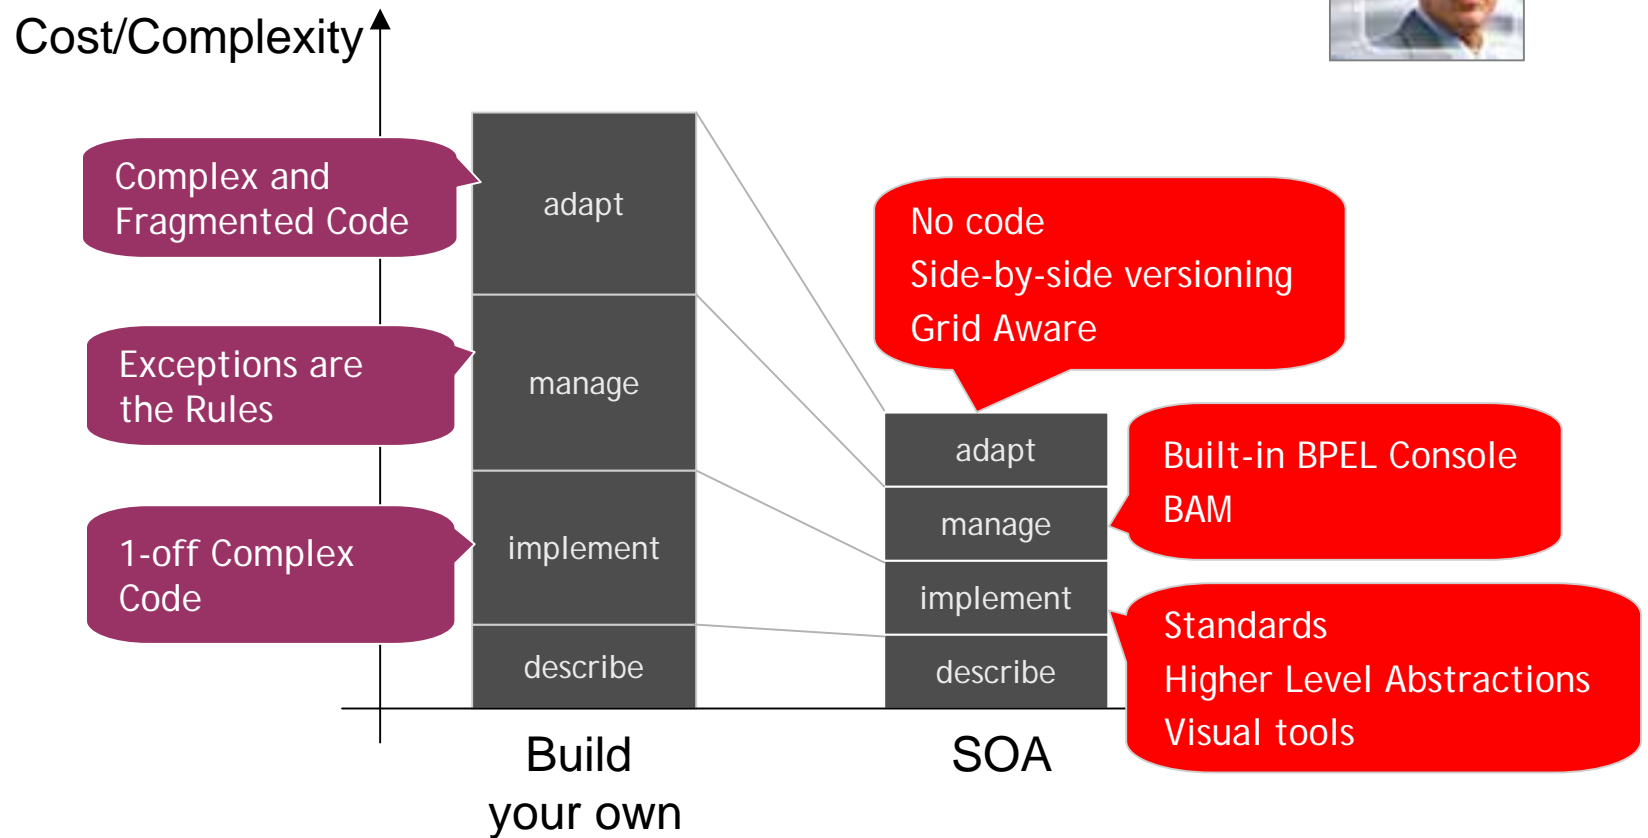 Cost/Complexity
Complex and
Fragmented Code
Exceptions are
the Rules
1-off Complex
Code
adapt
manage
implement
describe
No code
Side-by-side versioning
Grid Aware
adapt
manage
implement
describe
Built-in BPEL Console
BAM
Standards
Higher Level Abstractions
Visual tools
Build
your own
SOA